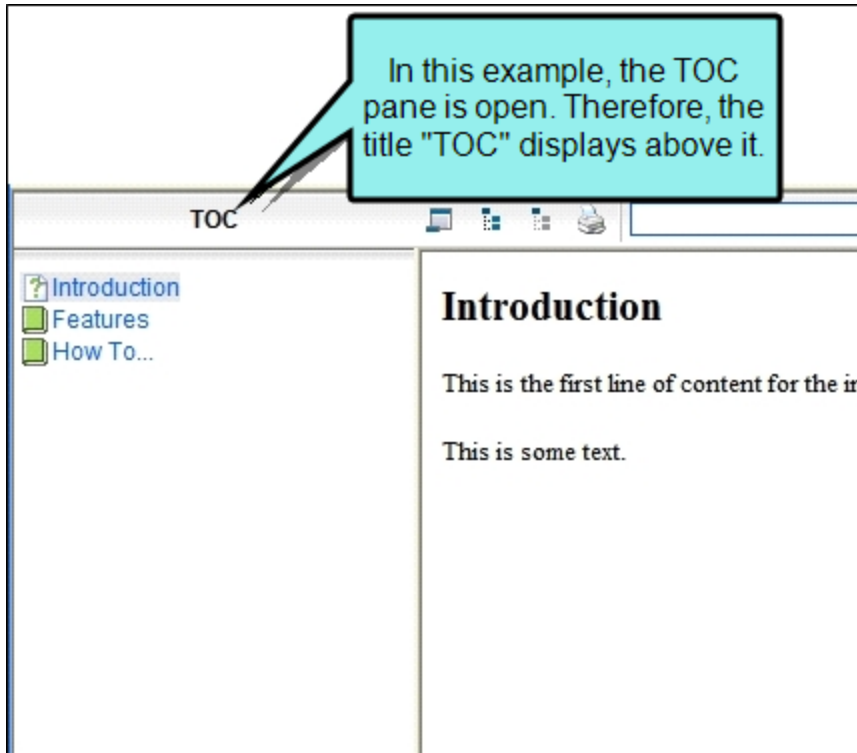 In this example, the TOC
pane is open. Therefore, the
title "TOC" displays above it.
TOC
Introduction
Features
How To...
Introduction
This is the first line of content for the
This is some text.